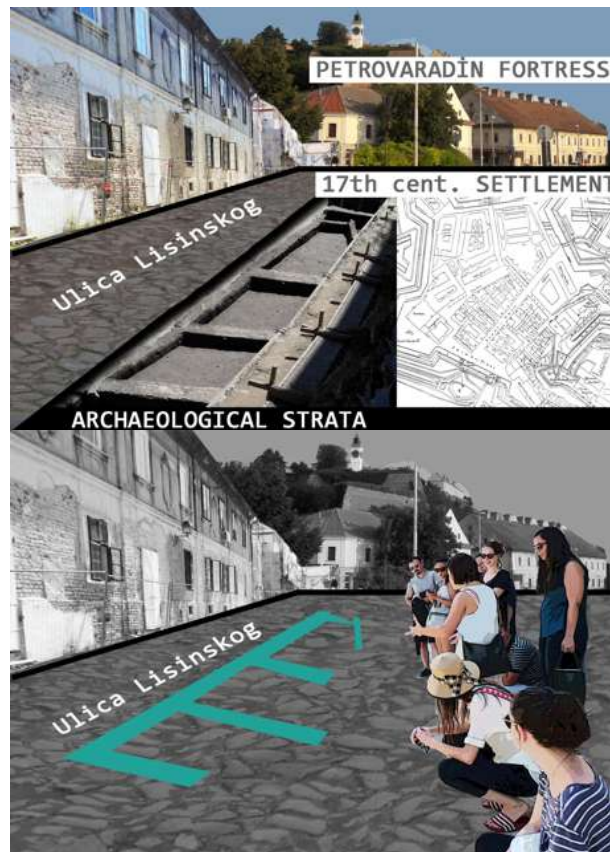 PETROVARADİN FORTRESS
17th cent. SETTLEMENT
Ulica Lisinskog
ARCHAEOLOGICAL STRATA
Ulica Lisinskog